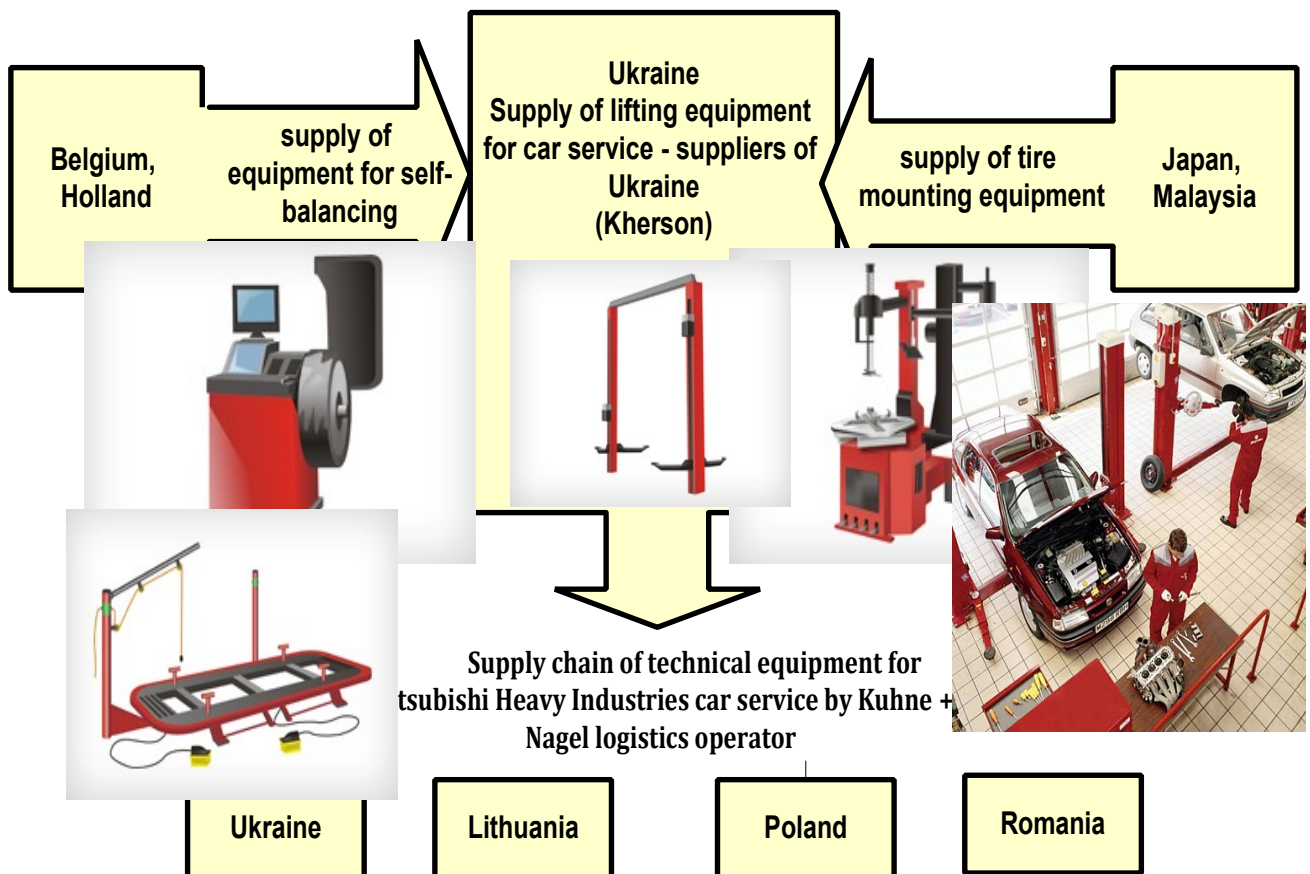 Belgium,
Holland
supply of
equipment for self-
balancing
Ukraine
Supply of lifting equipment
for car service - suppliers of
Ukraine
(Kherson)
supply of tire
mounting equipment
Japan,
Malaysia
Supply chain of technical equipment for
tsubishi Heavy Industries car service by Kuhne +
Nagel logistics operator
Ukraine
Lithuania
Poland
Romania